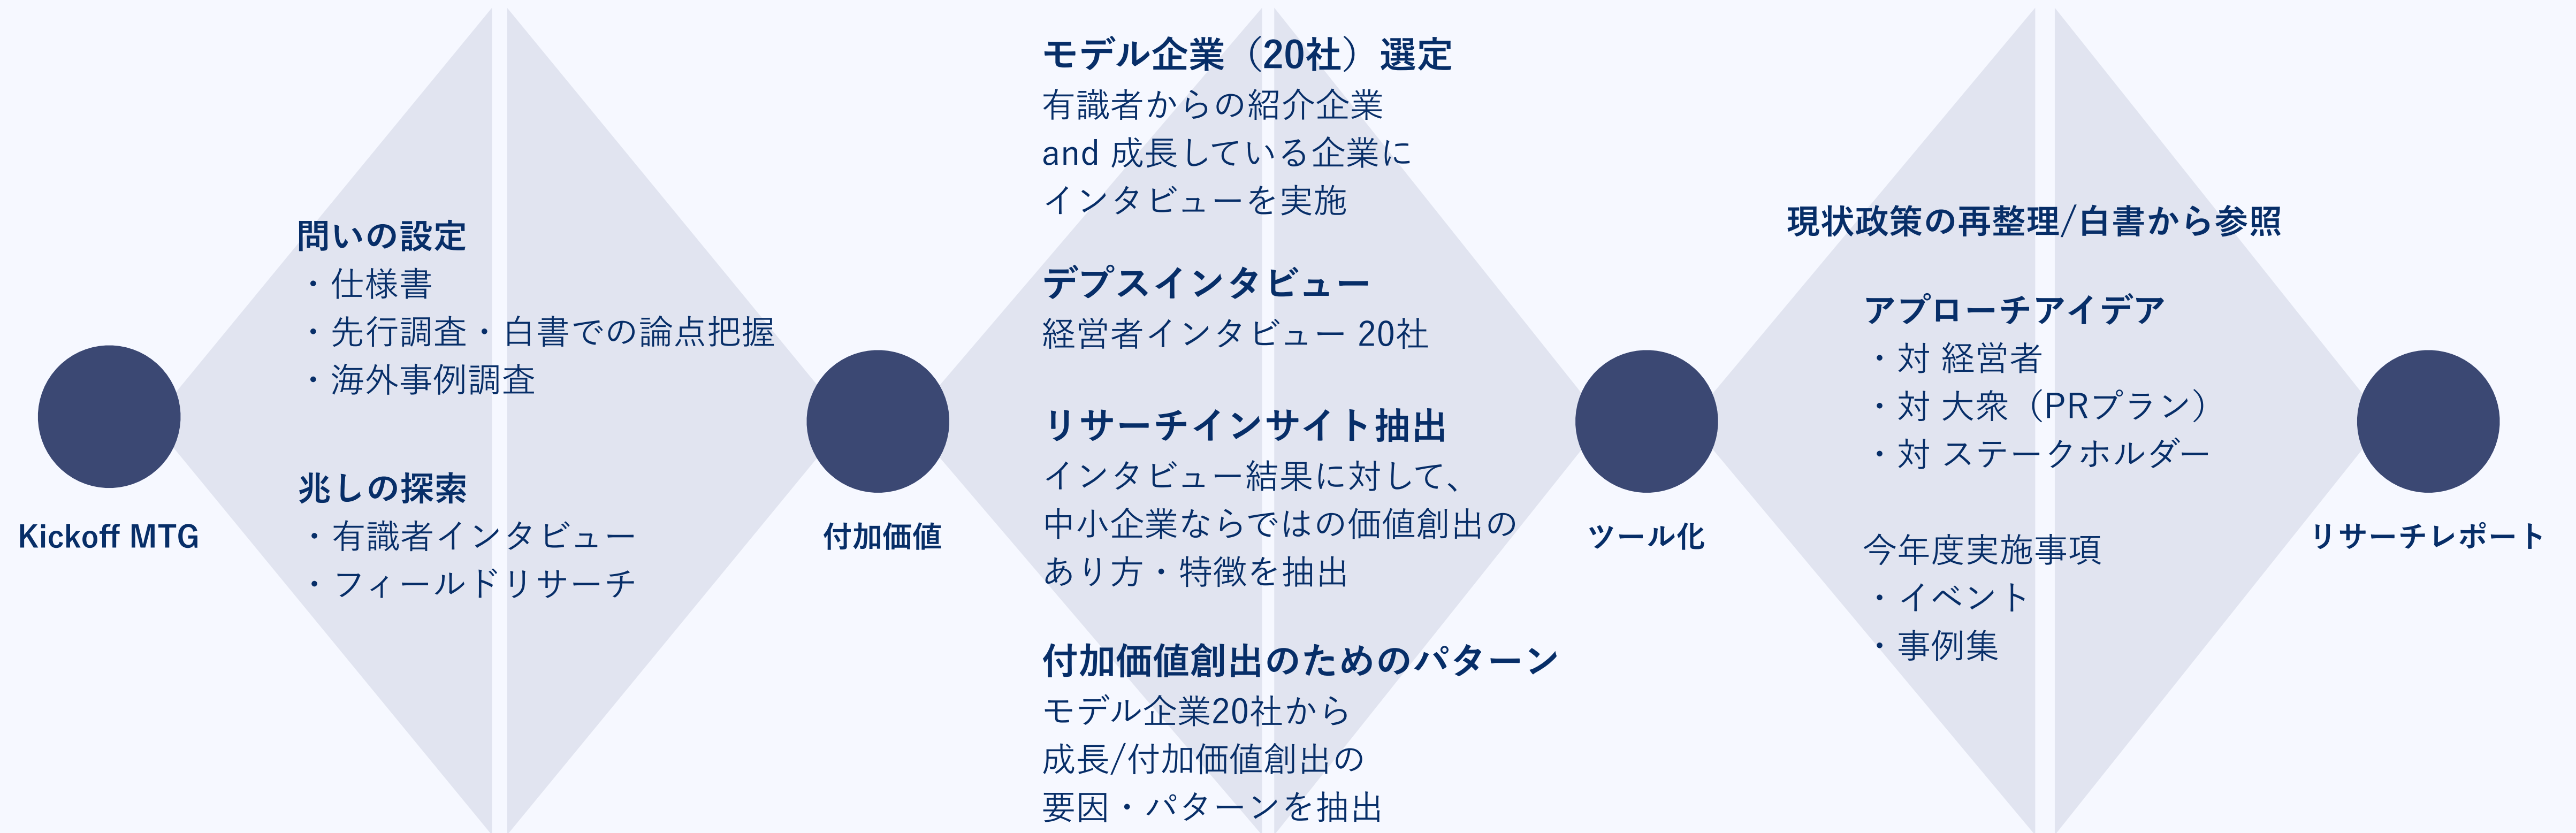 Kickoff MTG
問いの設定
・仕様書
・先行調査・白書での論点把握
・海外事例調査
兆しの探索
・有識者インタビュー
・フィールドリサーチ
付加価値
モデル企業（20社）選定
有識者からの紹介企業
and 成長している企業に
インタビューを実施
デプスインタビュー
経営者インタビュー 20社
リサーチインサイト抽出
インタビュー結果に対して、
中小企業ならではの価値創出の
あり方・特徴を抽出
付加価値創出のためのパターン
モデル企業20社から
成長/付加価値創出の
要因・パターンを抽出
ツール化
現状政策の再整理/白書から参照
アプローチアイデア
・対 経営者
・対 大衆（PRプラン）
・対 ステークホルダー
今年度実施事項
・イベント
・事例集
リサーチレポート